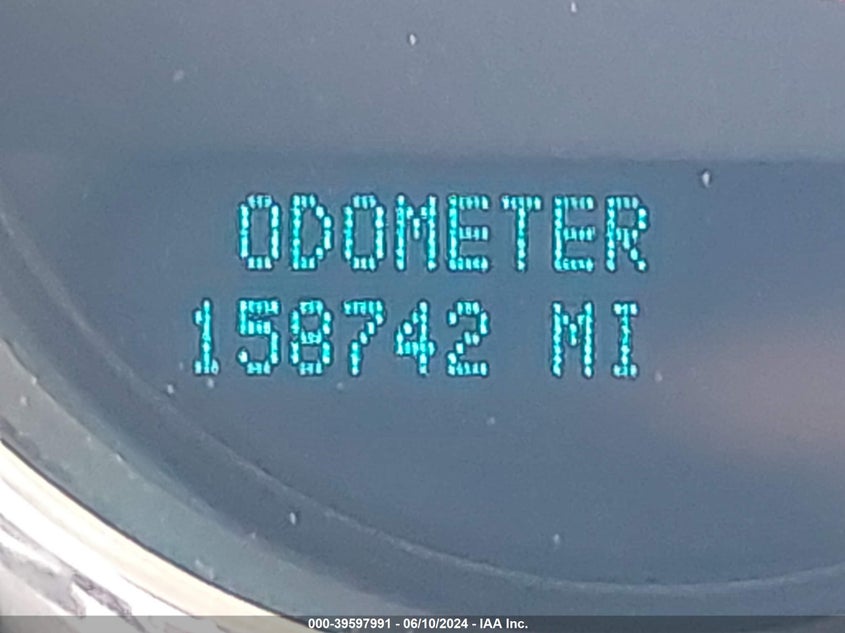 ODOMETER
158742 MI
000-39597991 - 06/10/2024 - IAA Inc.